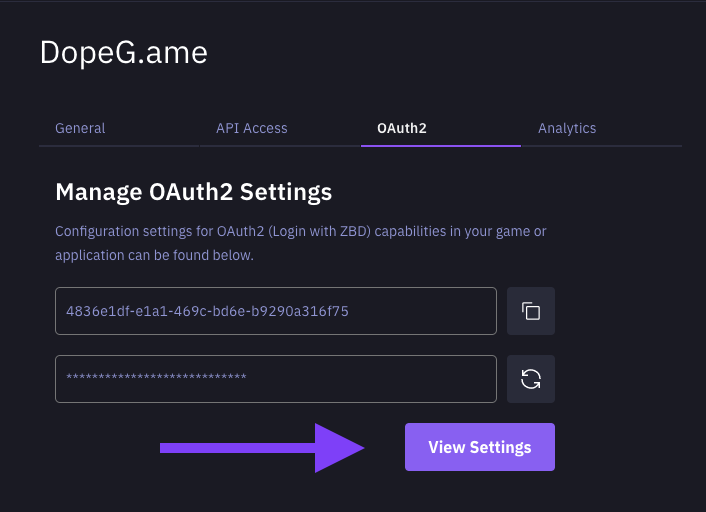 DopeG.ame
General API Access OAuth2 Analytics
Manage OAuth2 Settings
Configuration settings for OAuth2 (Login with ZBD) capabilities in your game or
application can be found below.
4836e1df-e1a1-469c-bd6e-b9290a316f75
****************************
View Settings